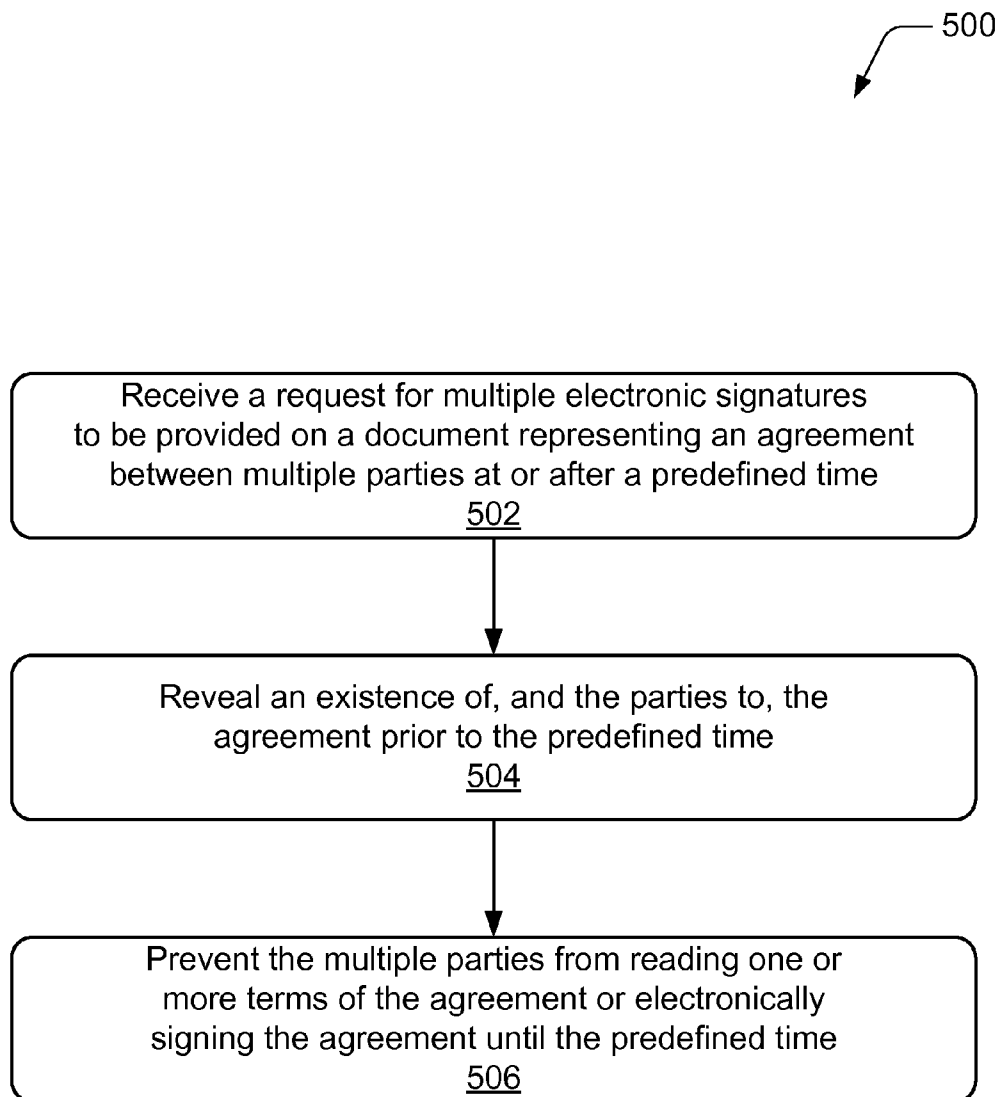 500
Receive a request for multiple electronic signatures
to be provided on a document representing an agreement
between multiple parties at or after a predefined time
502
Reveal an existence of, and the parties to, the
agreement prior to the predefined time
504
Prevent the multiple parties from reading one or
more terms of the agreement or electronically
signing the agreement until the predefined time
506